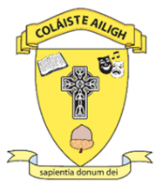 COLÁISTE AILIGH
sapientia donum dei